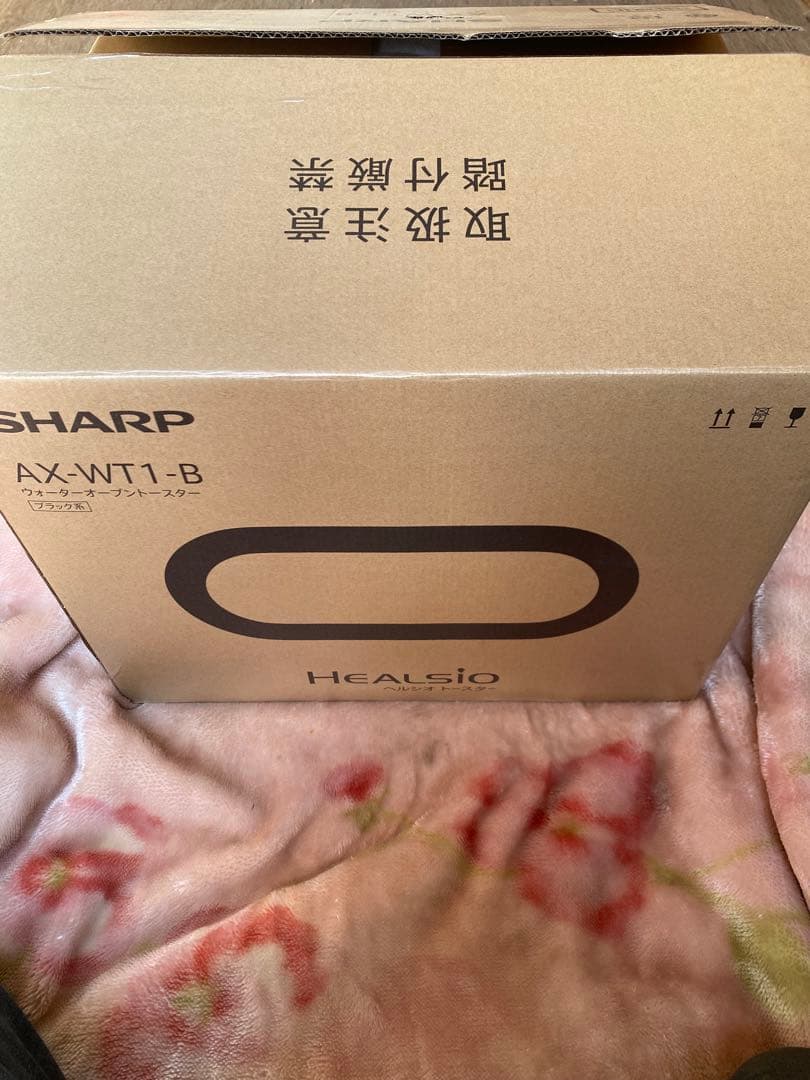 取扱注意
踏付厳禁
SHARP
AX-WT1-B
ウォーターオーブントースター
ブラック系
HEALSiO
ヘルシオ トースター